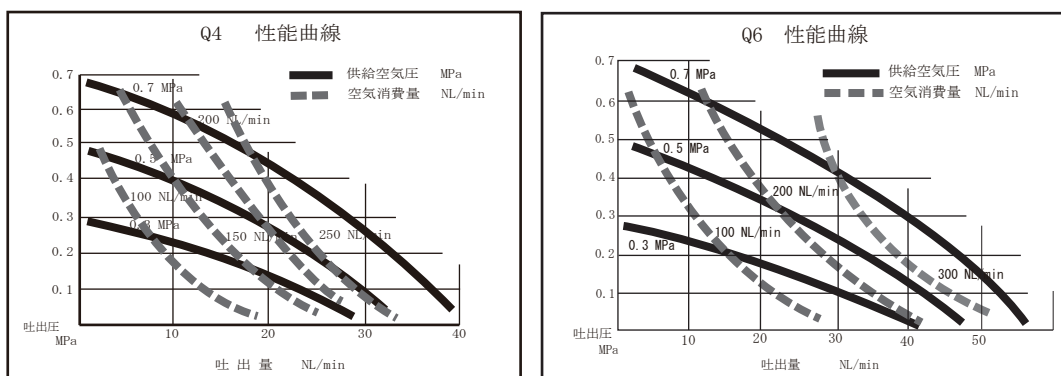 Q4 性能曲線
供給空気圧 MPa
空気消費量 NL/min
0.7
0.6
0.5
0.4
0.3
0.2
0.1
0.7 MPa
200 NL/min
0.5 MPa
100 NL/min
0.3 MPa
150 NL/min
250 NL/min
吐出圧
MPa
10
20
30
40
吐 出 量 NL/min
Q6 性能曲線
供給空気圧 MPa
空気消費量 NL/min
0.7
0.6
0.5
0.4
0.3
0.2
0.1
0.7 MPa
0.5 MPa
200 NL/min
100 NL/min
0.3 MPa
300 NL/min
吐出圧
MPa
10
20
30
40
50
吐出量 NL/min